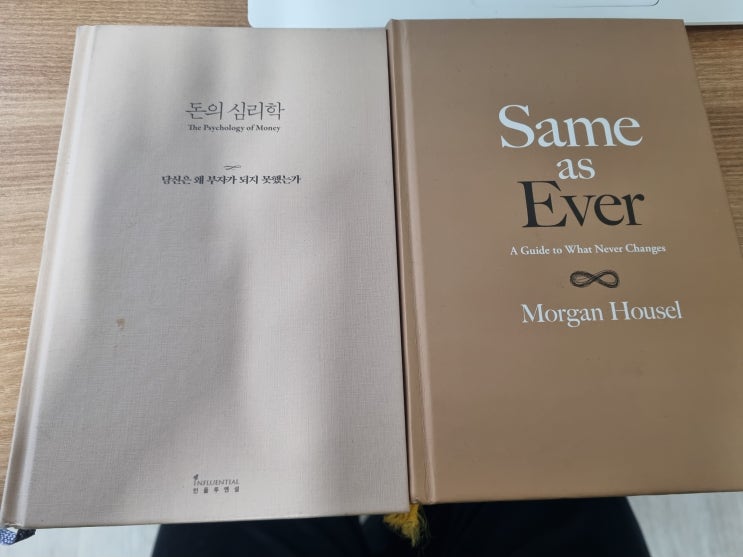 돈의 심리학
The Psychology of Money
당신은 왜 부자가 되지 못했는가
INFLUENTIAL
인플루엔셜
Same
as
Ever
A Guide to What Never Changes
Morgan Housel